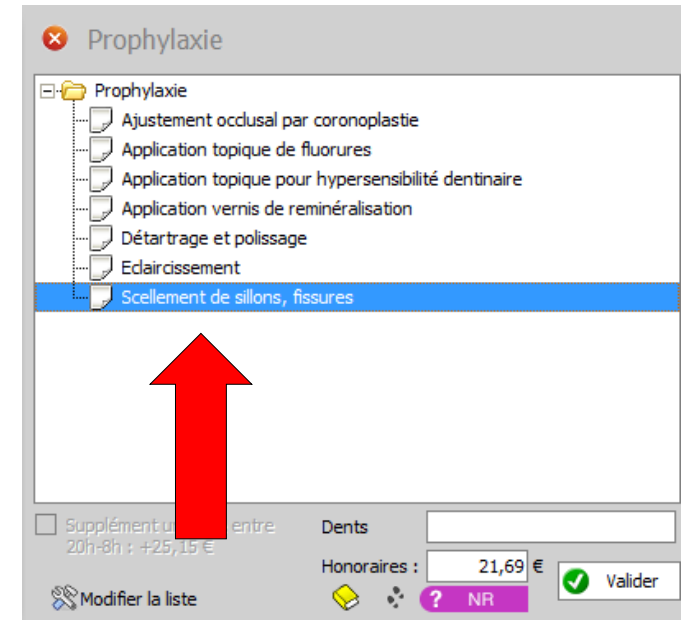 Prophylaxie
Prophylaxie
Ajustement occlusal par coronoplastie
Application topique de fluorures
Application topique pour hypersensibilité dentinaire
Application vernis de reminéralisation
Détartrage et polissage
Eclaircissement
Scellement de sillons, fissures
Supplément entre
20h-8h : +25,15 €
Dents
Honoraires : 21,69 €
Modifier la liste
? NR
Valider